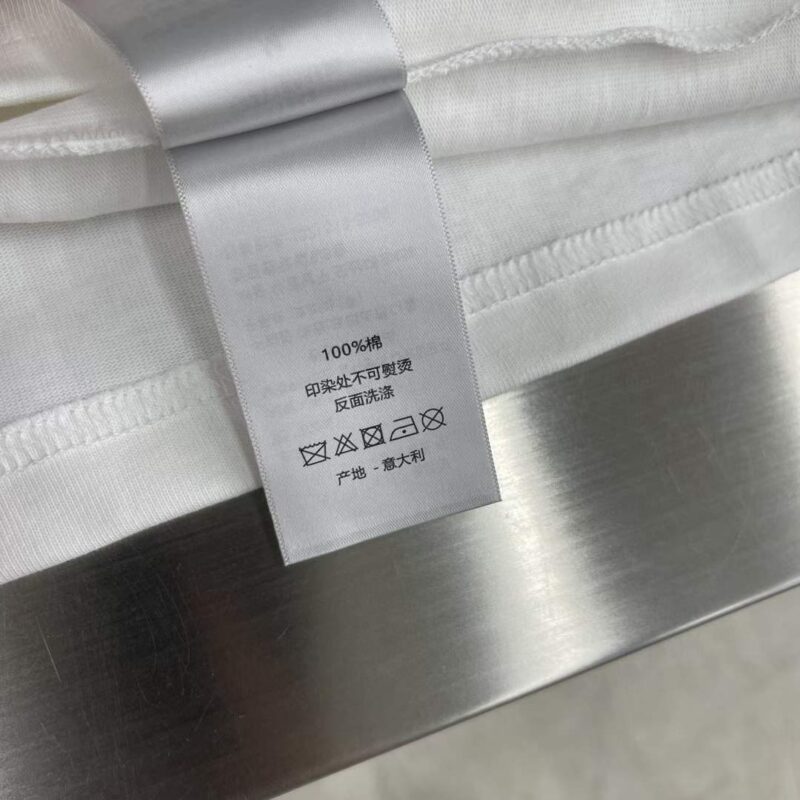 100%棉
印染处不可熨烫
反面洗涤
产地 - 意大利